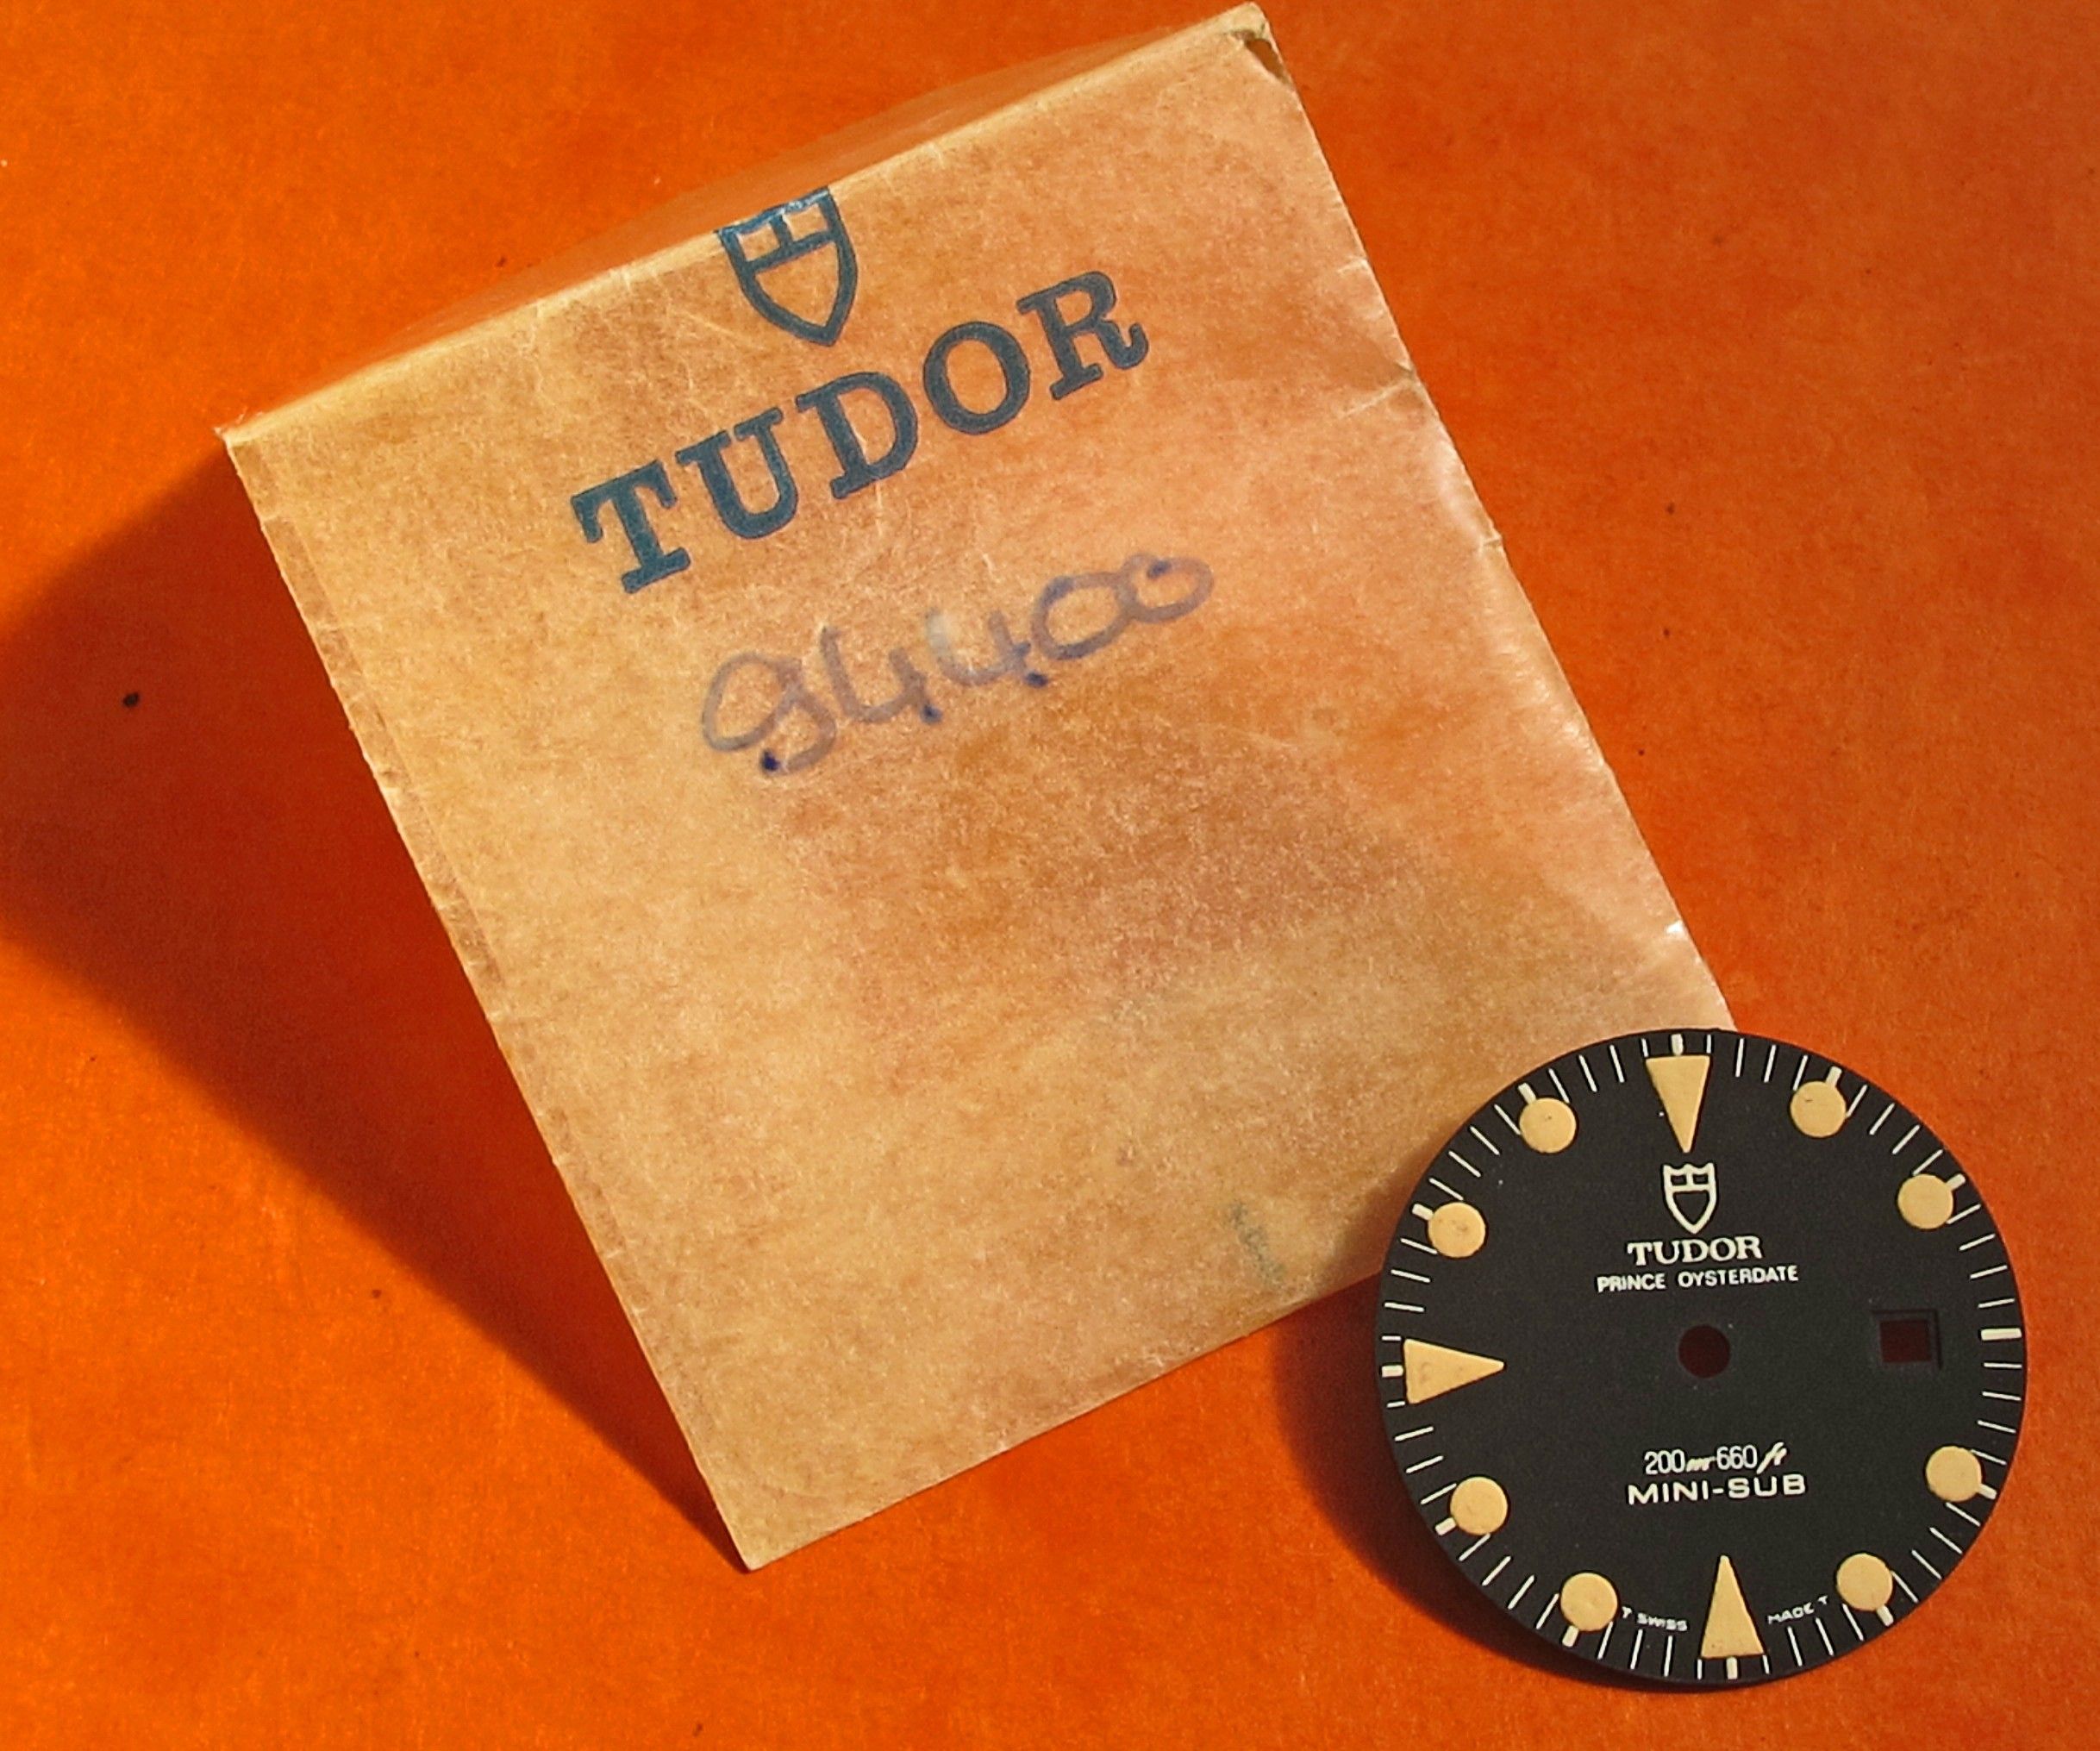 TUDOR
94400
TUDOR
PRINCE OYSTERDATE
200m-660ft
MINI-SUB
T SWISS MADE T